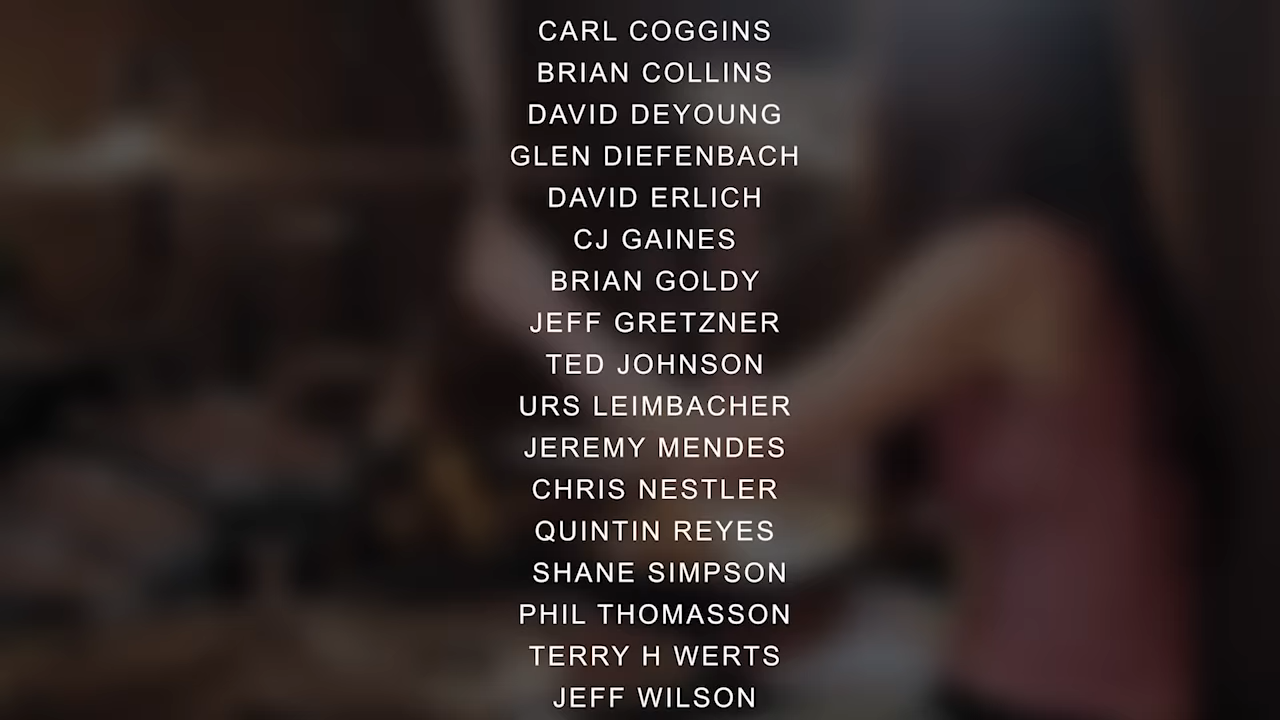 CARL COGGINS
BRIAN COLLINS
DAVID DEYOUNG
GLEN DIEFENBACH
DAVID ERLICH
CJ GAINES
BRIAN GOLDY
JEFF GRETZNER
TED JOHNSON
URS LEIMBACHER
JEREMY MENDES
CHRIS NESTLER
QUINTIN REYES
SHANE SIMPSON
PHIL THOMASSON
TERRY H WERTS
JEFF WILSON